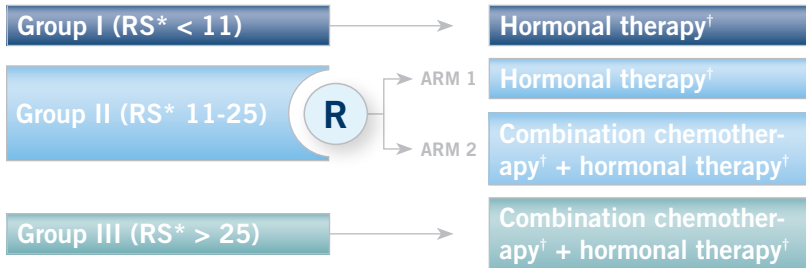 Group I (RS* < 11)
Hormonal therapy†
Group II (RS* 11-25)
R
ARM 1
Hormonal therapy†
ARM 2
Combination chemother-
apy† + hormonal therapy†
Group III (RS* > 25)
Combination chemother-
apy† + hormonal therapy†